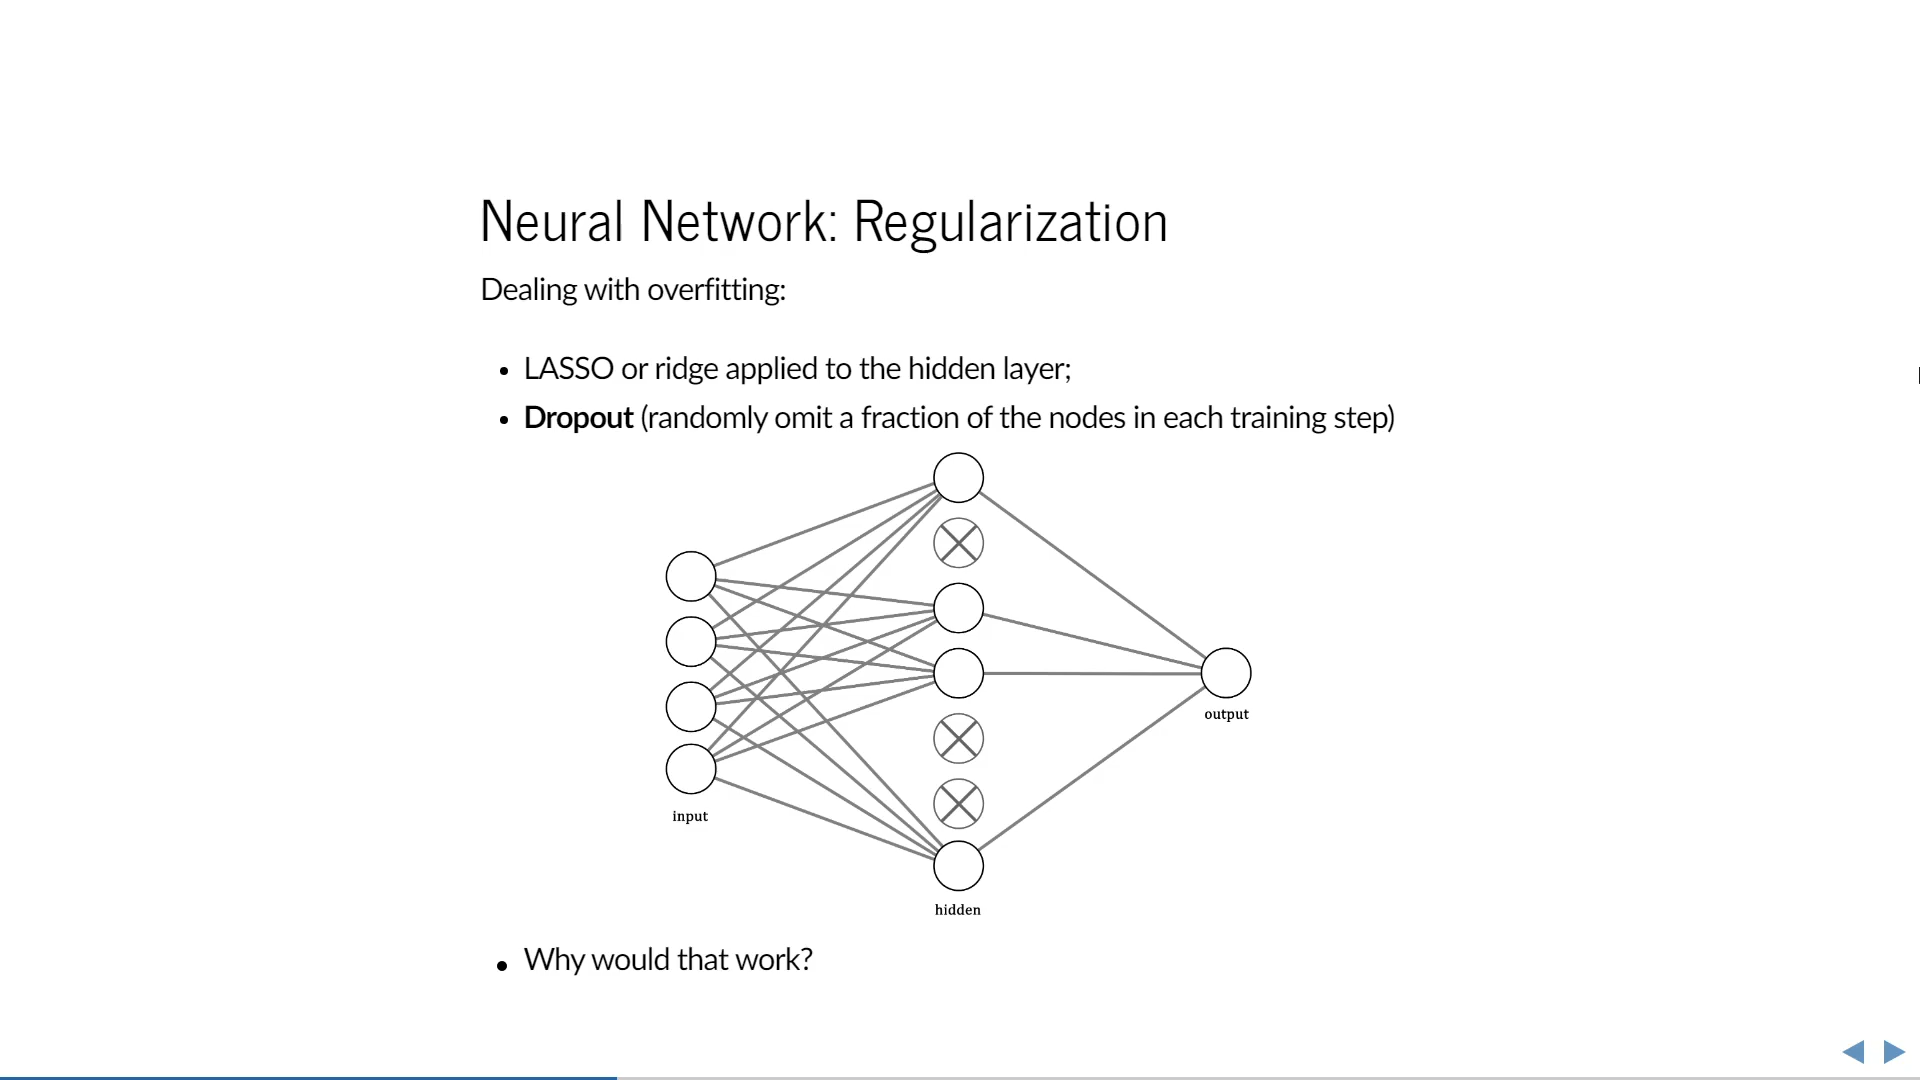 Neural Network: Regularization
Dealing with overfitting:
• LASSO or ridge applied to the hidden layer;
• Dropout (randomly omit a fraction of the nodes in each training step)
output
input
hidden
• Why would that work?